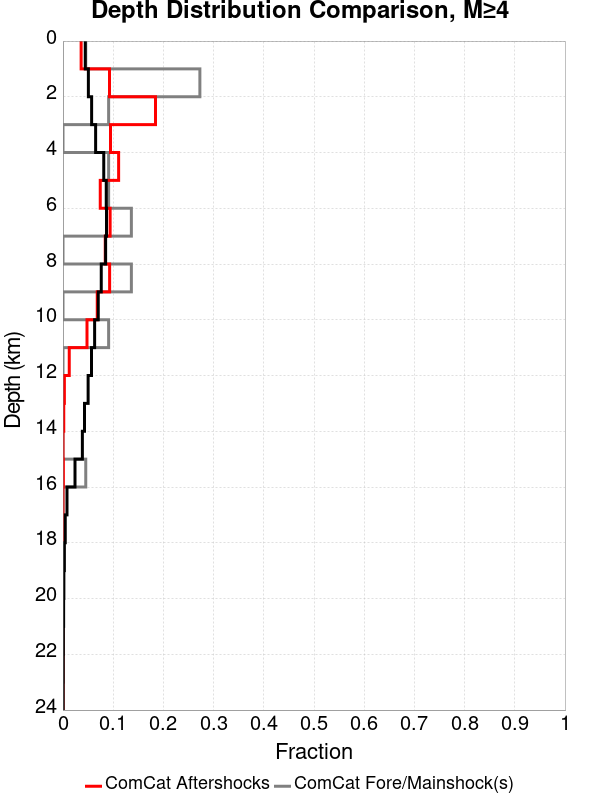 Depth Distribution Comparison, M≥4
0
2
4
6
8
10
12
14
16
18
20
22
24
Depth (km)
0 0.1 0.2 0.3 0.4 0.5 0.6 0.7 0.8 0.9 1
Fraction
ComCat Aftershocks ComCat Fore/Mainshock(s)